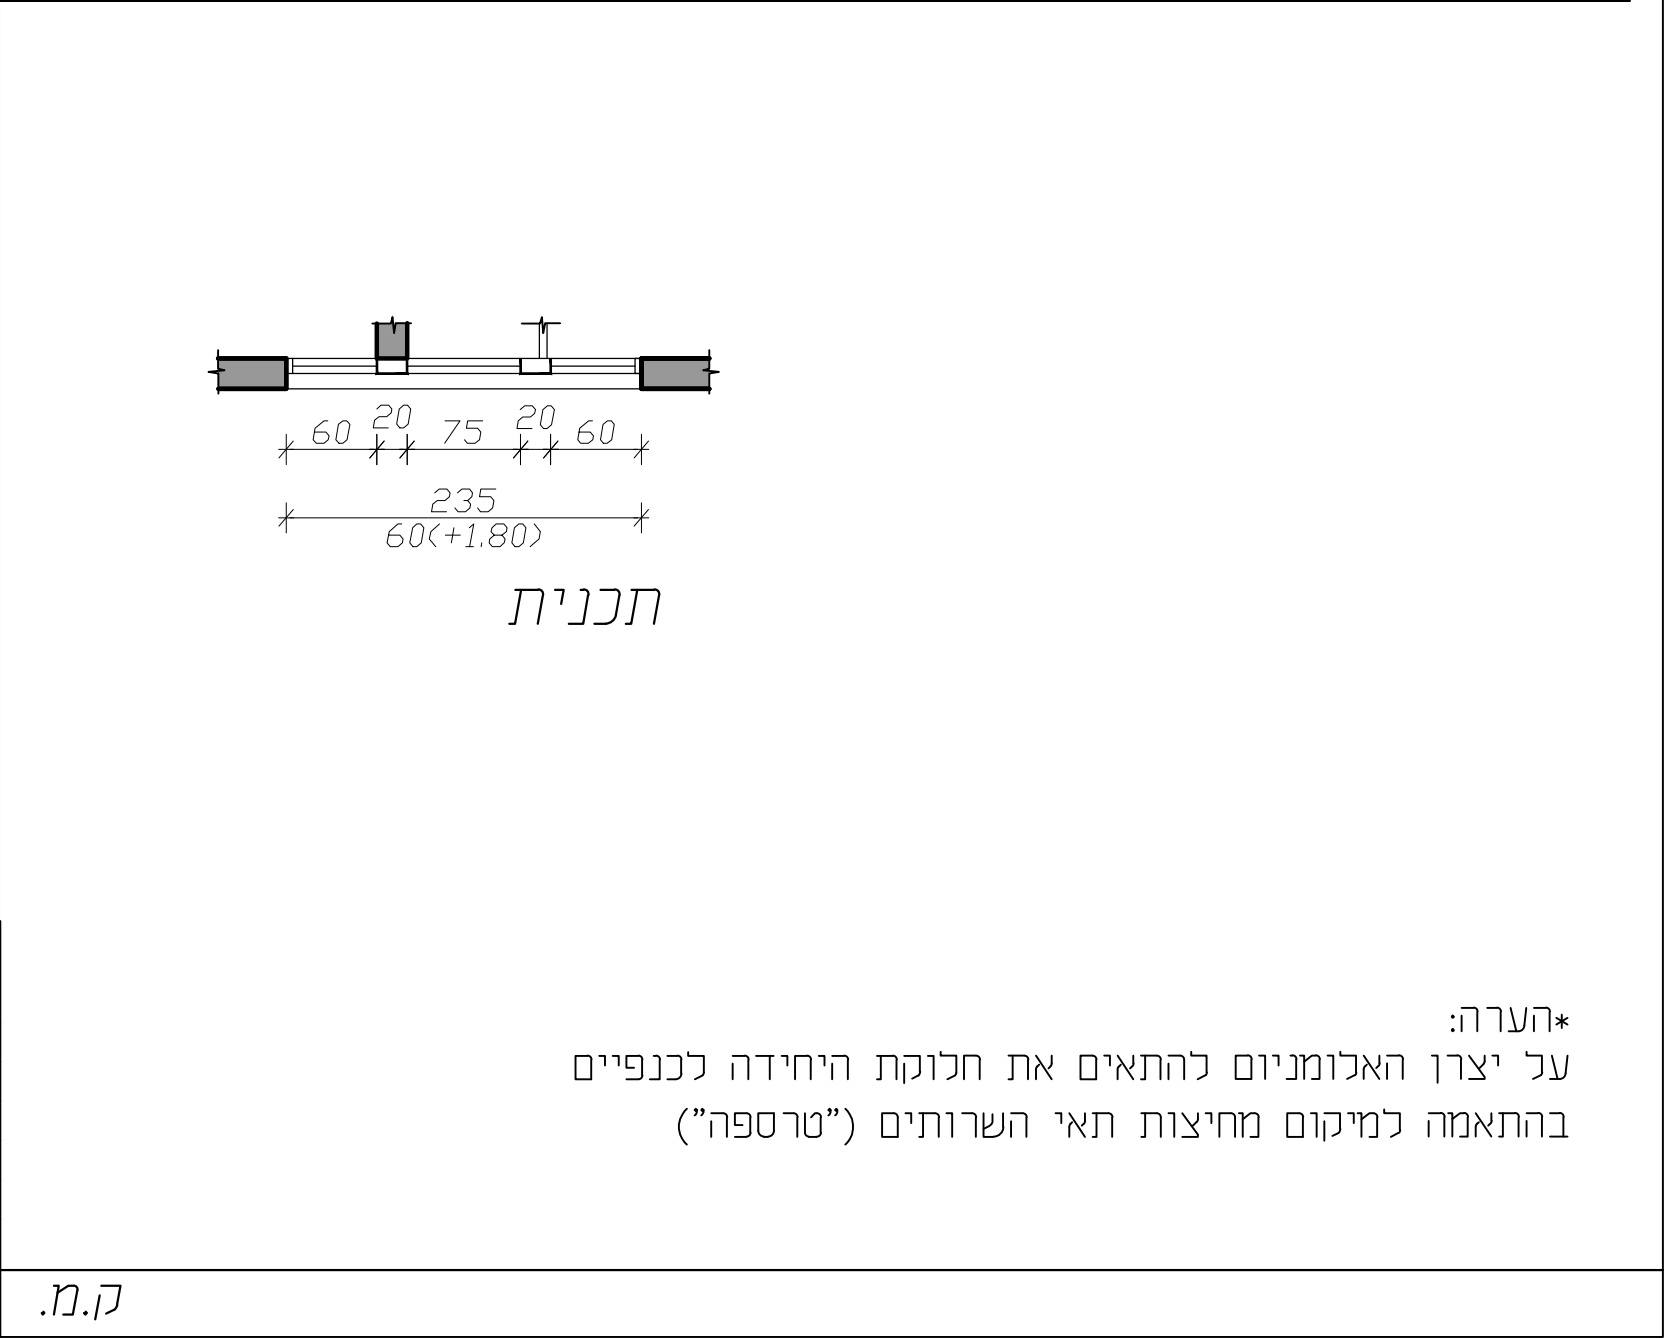 60 20 75 20 60
235
60(+1.80)
תכנית
*הערה:
על יצרן האלומניום להתאים את חלוקת היחידה לכנפיים
בהתאמה למיקום מחיצות תאי השרותים ("טרספה")
ק.מ.